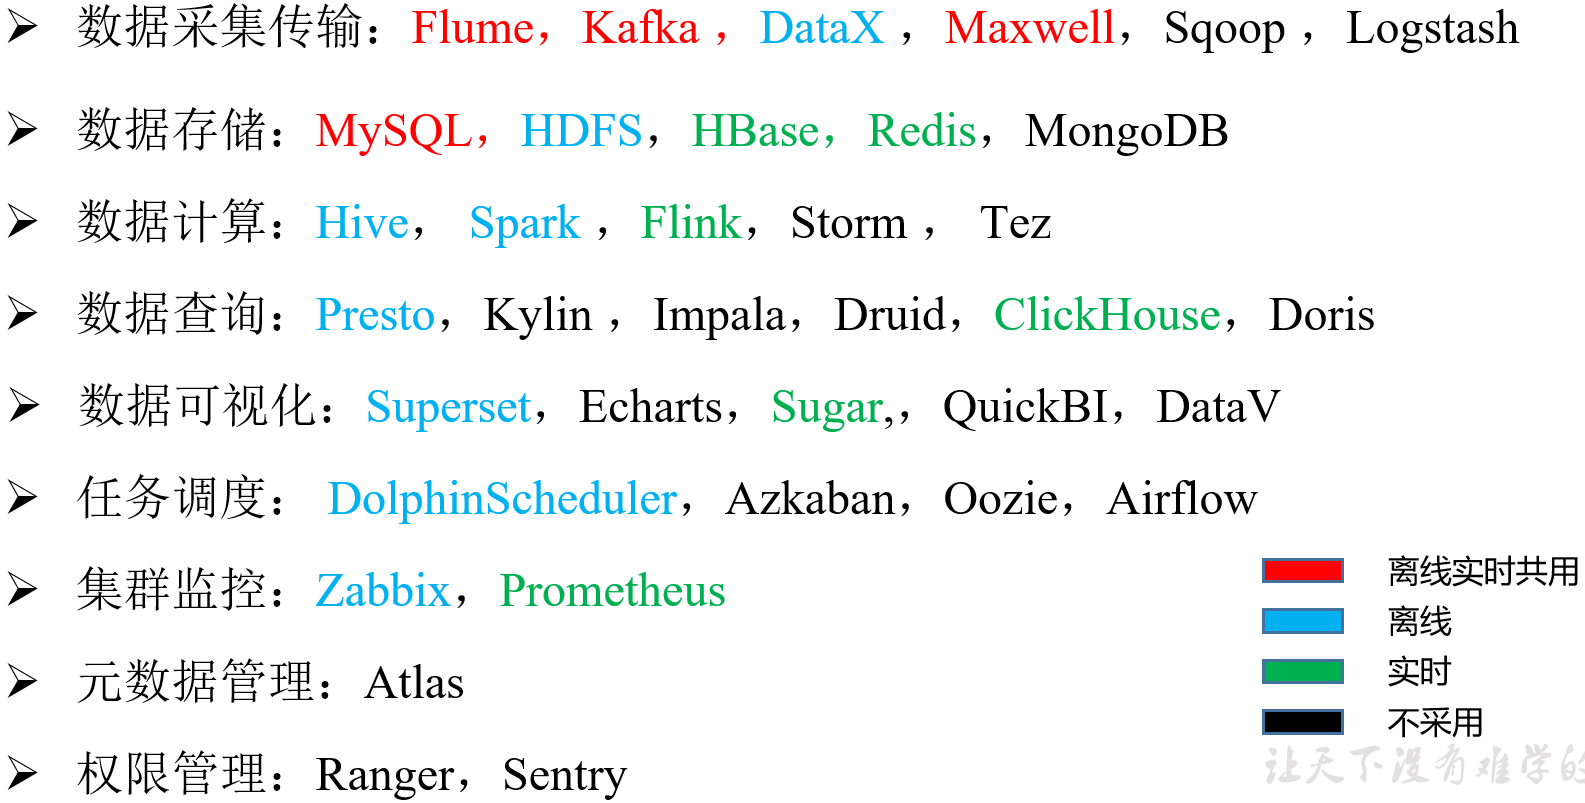 ➢ 数据采集传输：Flume，Kafka ，DataX ，Maxwell，Sqoop ，Logstash
➢ 数据存储：MySQL，HDFS，HBase，Redis，MongoDB
➢ 数据计算：Hive， Spark ，Flink，Storm ， Tez
➢ 数据查询：Presto，Kylin ，Impala，Druid，ClickHouse，Doris
➢ 数据可视化：Superset，Echarts，Sugar,，QuickBI，DataV
➢ 任务调度： DolphinScheduler，Azkaban，Oozie，Airflow
➢ 集群监控：Zabbix，Prometheus
➢ 元数据管理：Atlas
➢ 权限管理：Ranger，Sentry
离线实时共用
离线
实时
不采用
让天下没有难学的